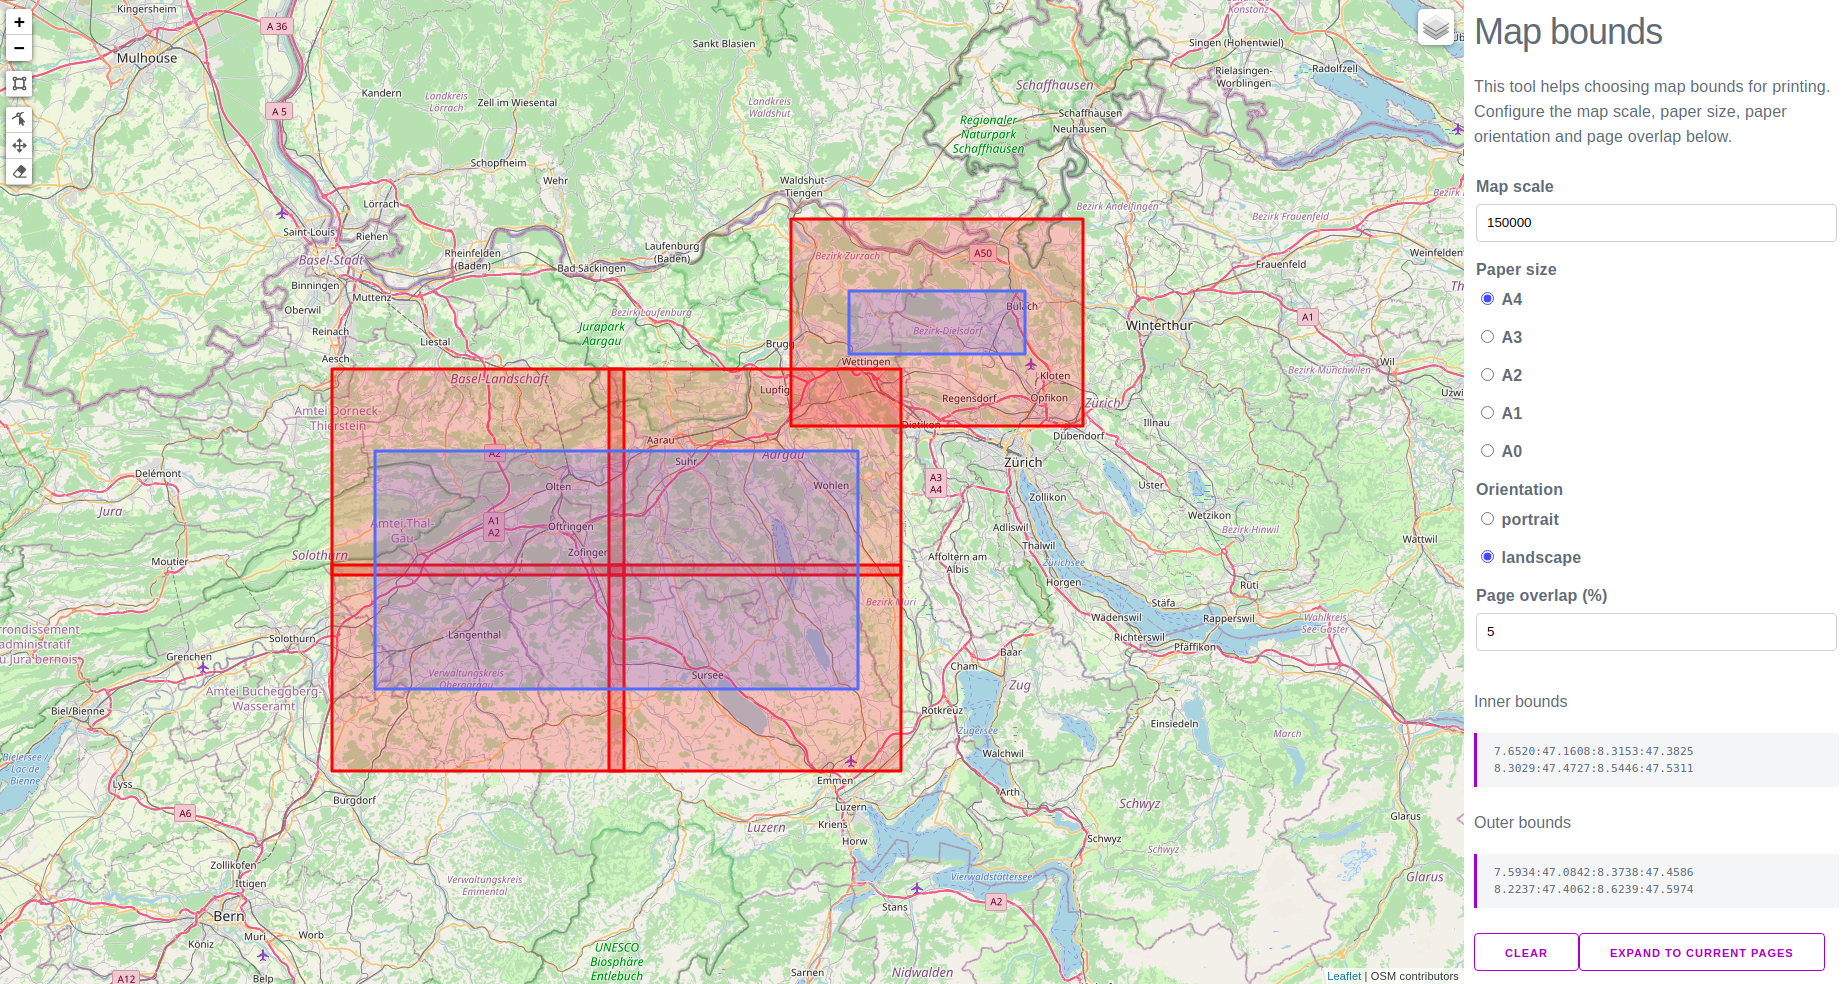 Map bounds
This tool helps choosing map bounds for printing.
Configure the map scale, paper size, paper
orientation and page overlap below.
Map scale
150000
Paper size
A4
A3
A2
A1
A0
Orientation
portrait
landscape
Page overlap (%)
5
Inner bounds
7.6520:47.1608:8.3153:47.3825
8.3029:47.4727:8.5446:47.5311
Outer bounds
7.5934:47.0842:8.3738:47.4586
8.2237:47.4062:8.6239:47.5974
CLEAR
EXPAND TO CURRENT PAGES
+
−
Kingersheim
A 36
Mulhouse
Sankt Blasien
Konstanz
Singen (Hohentwiel)
Rielasingen-
Worblingen
Radolfzell
Kandern
Landkreis
Lörrach
Zell im Wiesental
Landkreis
Waldshut
A 5
Schaffhausen
Schaffhausen
Neuhausen
Regionaler
Naturpark
Schaffhausen
Schopfheim
Wehr
Waldshut-
Tiengen
Lörrach
Bezirk Andelfingen
Bezirk Frauenfeld
Saint-Louis
Riehen
Basel-Stadt
Rheinfelden
(Baden)
Laufenburg
(Baden)
Bad Säckingen
Bezirk Zurzach
A50
Weinfelden
Frauenfeld
Binningen
Muttenz
Oberwil
Bezirk Laufenburg
Bülach
Reinach
Liestal
Jurapark
Aargau
Bezirk Dielsdorf
Winterthur
A1
Aesch
Brugg
Wettingen
Kloten
Wil
Bezirk Münchwilen
Basel-Landschaft
Lupfig
Regensdorf
Opfikon
Zürich
Uzwi
Amtei Dorneck-
Thierstein
Dietikon
Dübendorf
Illnau
Aarau
A2
Aargau
Suhr
Zürich
Delémont
Olten
Wohlen
A3
A4
Uster
Zollikon
Jura
Amtei Thal-
Gäu
A1
A2
Oftringen
Adliswil
Wetzikon
Bezirk Hinwil
Wattwil
Solothurn
Zofingen
Thalwil
Affoltern am
Albis
Zürichsee
Moutier
Horgen
Rüti
Bezirk Muri
Stäfa
Wädenswil
Rapperswil
Wahlkreis
See-Gaster
rrondissement
administratif
u Jura bernois
Solothurn
Langenthal
Richterswil
Pfäffikon
Grenchen
Baar
Cham
Verwaltungskreis
Oberaargau
Sursee
Zug
Amtei Bucheggberg-
Wasseramt
Biel/Bienne
Rotkreuz
Zugersee
Einsiedeln
March
Bielersee /
Lac de
Bienne
Walchwil
Lyss
Emmen
Arth
Burgdorf
Luzern
Schwyz
A6
Kriens
Luzern
Horw
Schwyz
Schwyz
Glarus
Zollikofen
Ittigen
Verwaltungskreis
Emmental
Vierwaldstättersee
Glarus
Stans
A2
Bern
Muri
Worb
Köniz
UNESCO
Biosphäre
Entlebuch
A12
Belp
Sarnen
Nidwalden
Leaflet | OSM contributors